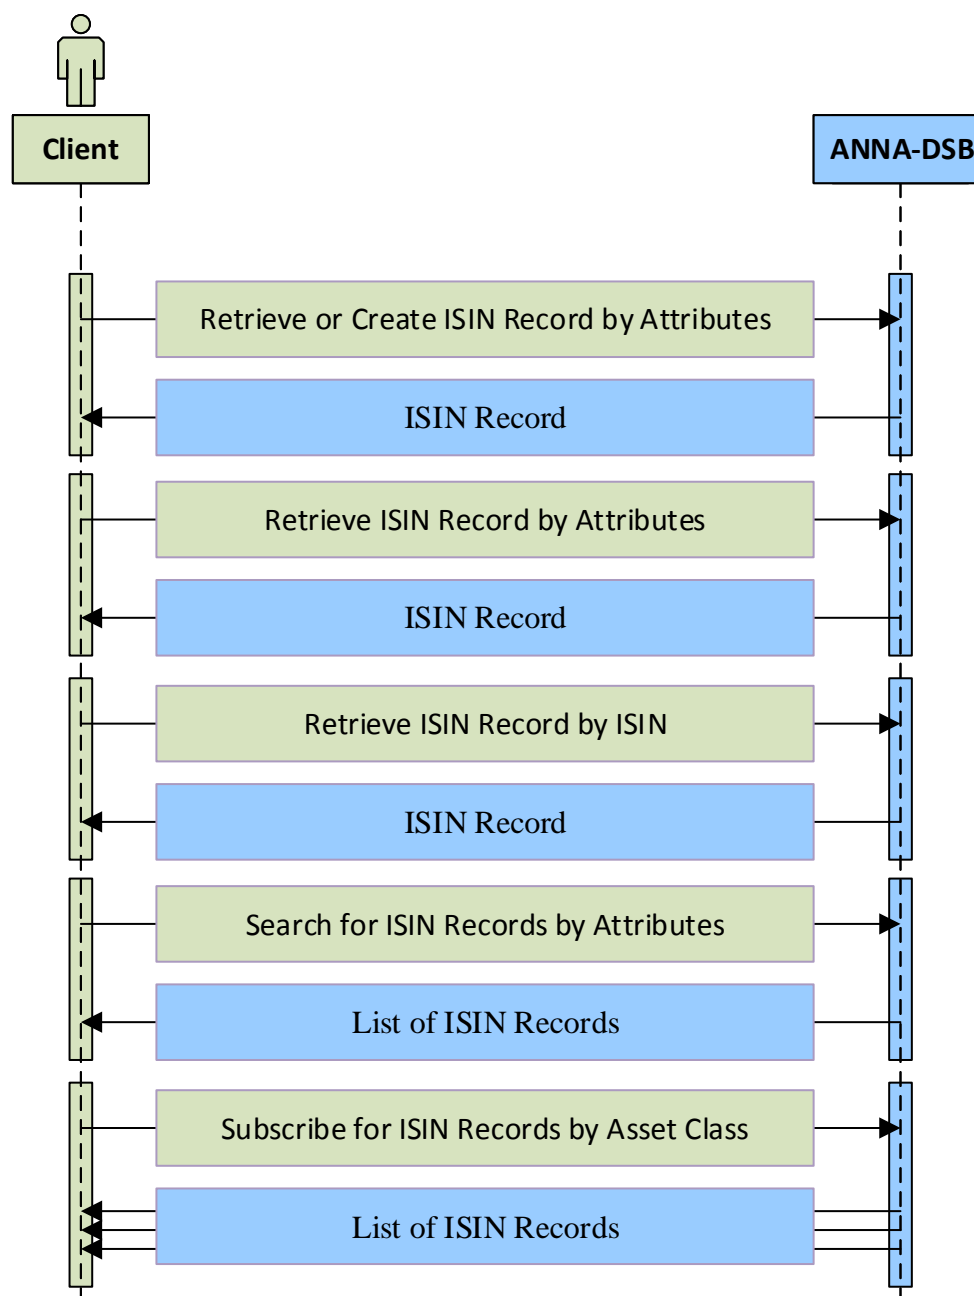 Client
ANNA-DSB
Retrieve or Create ISIN Record by Attributes
ISIN Record
Retrieve ISIN Record by Attributes
ISIN Record
Retrieve ISIN Record by ISIN
ISIN Record
Search for ISIN Records by Attributes
List of ISIN Records
Subscribe for ISIN Records by Asset Class
List of ISIN Records